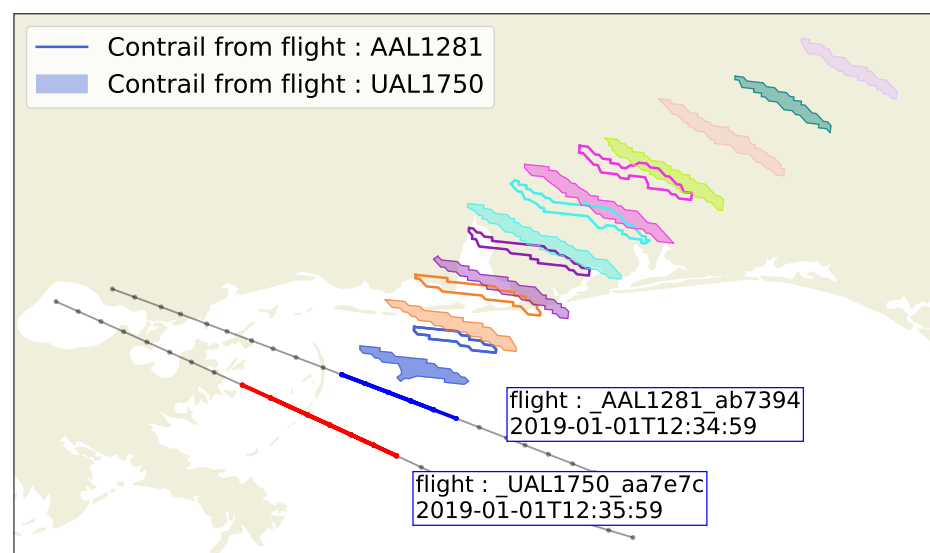 Contrail from flight : AAL1281
Contrail from flight : UAL1750
flight : _AAL1281_ab7394
2019-01-01T12:34:59
flight : _UAL1750_aa7e7c
2019-01-01T12:35:59